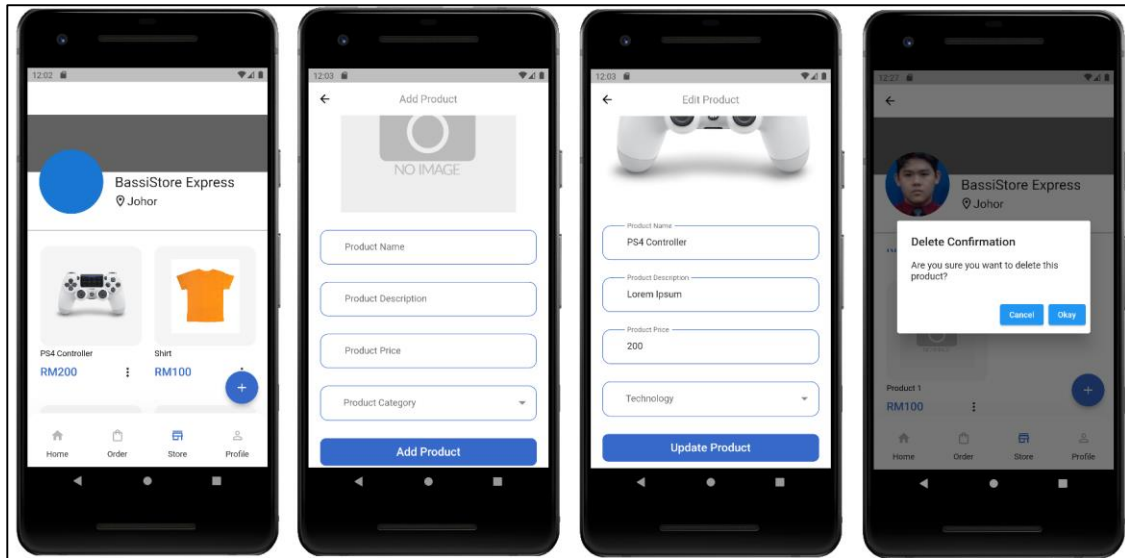 12:02
BassiStore Express
Johor
PS4 Controller
RM200
Shirt
RM100
+
Home
Order
Store
Profile
12:03
Add Product
NO IMAGE
Product Name
Product Description
Product Price
Product Category
Add Product
12:03
Edit Product
Product Name
PS4 Controller
Product Description
Lorem Ipsum
Product Price
200
Technology
Update Product
12:27
BassiStore Express
Johor
Delete Confirmation
Are you sure you want to delete this
product?
Cancel
Okay
Product 1
RM100
+
Home
Order
Store
Profile